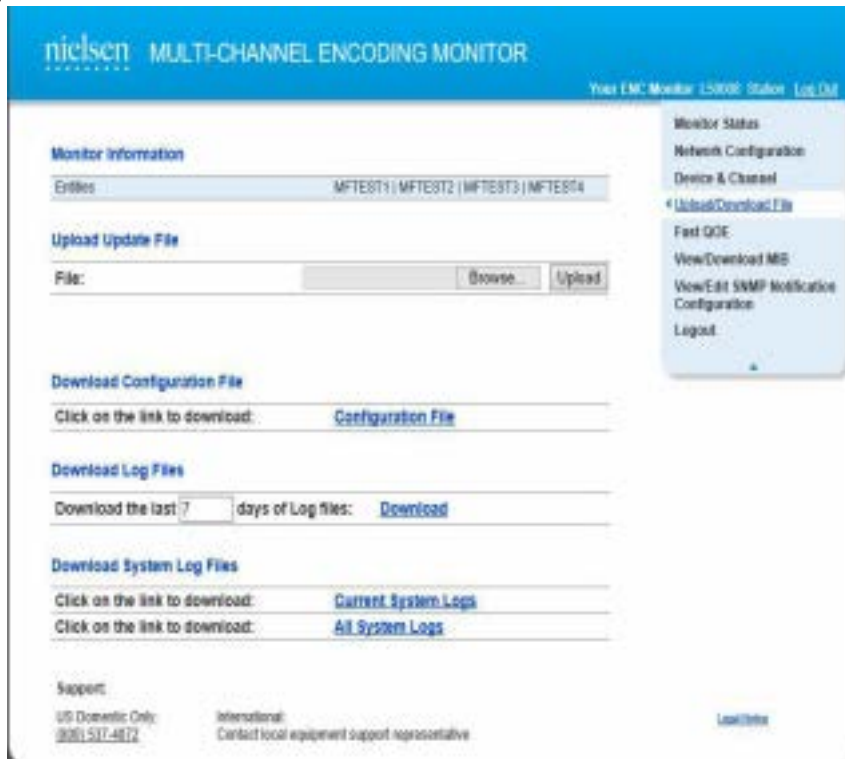 nielsen MULTI-CHANNEL ENCODING MONITOR
Your ENC Monitor Station Log Out
Monitor Status
Network Configuration
Device & Channel
Upload/Download File
Fast QOE
View/Download MIB
View/Edit SNMP Notification
Configuration
Logout
Monitor Information
Entities MFTEST1 | MFTEST2 | MFTEST3 | MFTEST4
Upload Update File
File: Browse... Upload
Download Configuration File
Click on the link to download: Configuration File
Download Log Files
Download the last 7 days of Log files: Download
Download System Log Files
Click on the link to download: Current System Logs
Click on the link to download: All System Logs
Support:
US Domestic Only: International:
(800) 537-4872 Contact local equipment support representative
Legal Notice